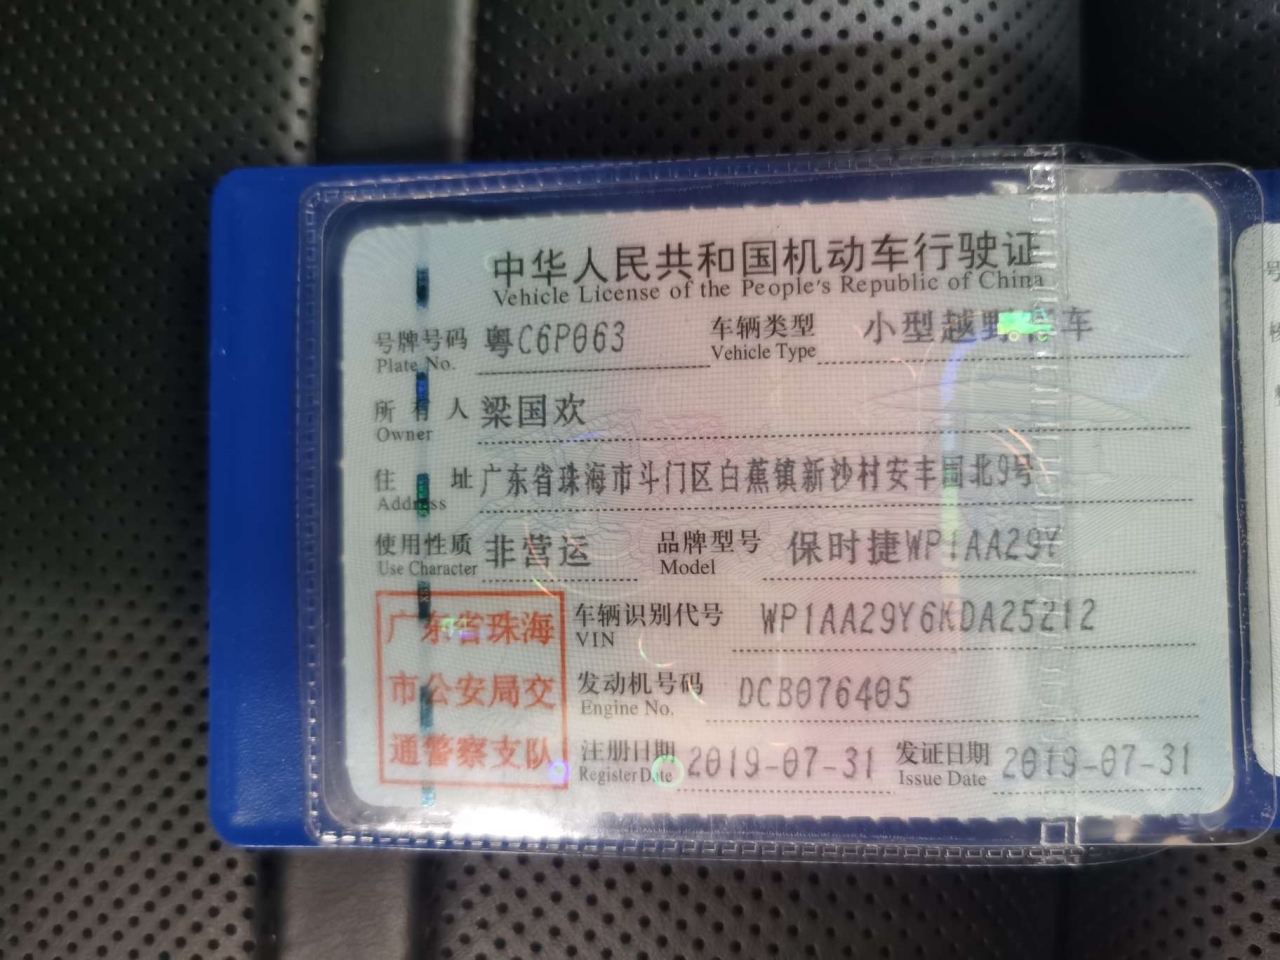 中华人民共和国机动车行驶证
Vehicle License of the People's Republic of China
号牌号码 粤C6P063 车辆类型 小型越野客车
Plate No. Vehicle Type
所有人 梁国欢
Owner
住址 广东省珠海市斗门区白蕉镇新沙村安丰围北9号
Address
使用性质 非营运 品牌型号 保时捷WP1AA29Y
Use Character Model
广东省珠海
市公安局交
通警察支队
车辆识别代号 WP1AA29Y6KDA25212
VIN
发动机号码 DCB076405
Engine No.
注册日期 2019-07-31 发证日期 2019-07-31
Register Date Issue Date